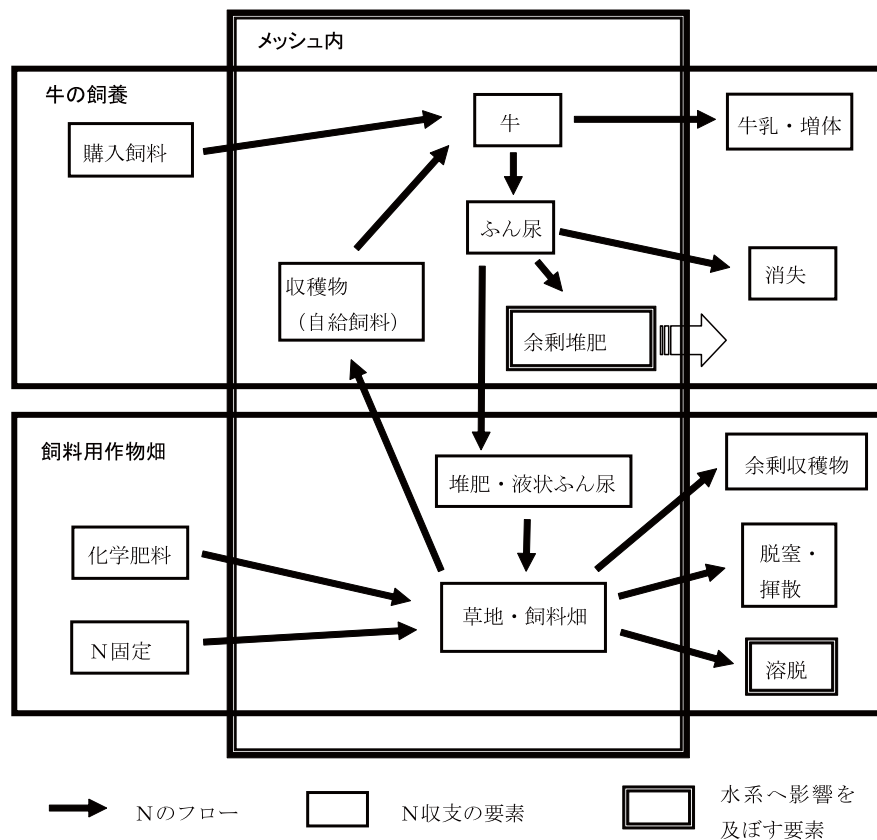 メッシュ内
牛の飼養
購入飼料
牛
牛乳・増体
ふん尿
消失
収穫物
（自給飼料）
余剰堆肥
飼料用作物畑
堆肥・液状ふん尿
余剰収穫物
化学肥料
脱窒・
揮散
草地・飼料畑
Ｎ固定
溶脱
Ｎのフロー
Ｎ収支の要素
水系へ影響を
及ぼす要素